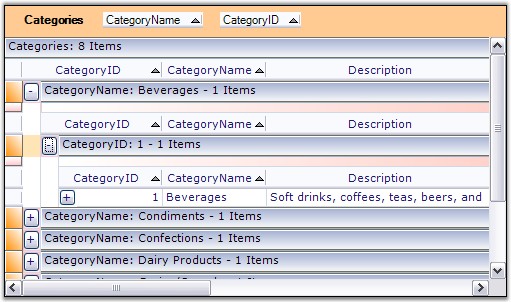 Categories CategoryName CategoryID
Categories: 8 Items
CategoryID CategoryName Description
CategoryName: Beverages - 1 Items
CategoryID CategoryName Description
CategoryID: 1 - 1 Items
CategoryID CategoryName Description
1 Beverages Soft drinks, coffees, teas, beers, and
CategoryName: Condiments - 1 Items
CategoryName: Confections - 1 Items
CategoryName: Dairy Products - 1 Items